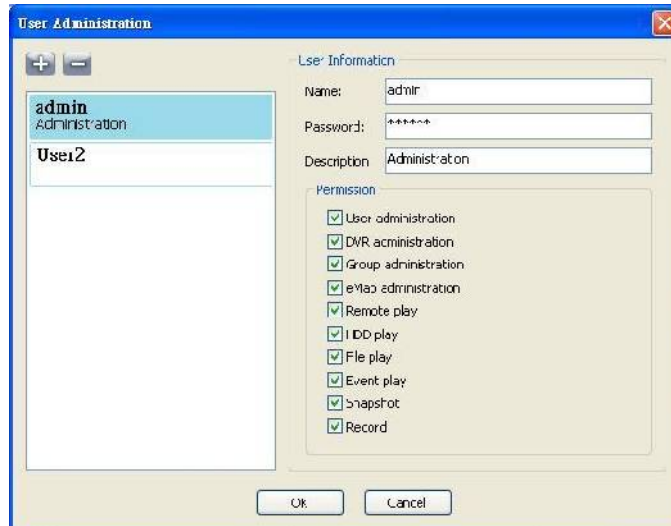 User Administration
User Information
admin
Administration
User2
Name:
admin
Password:
******
Description
Administration
Permission
User administration
DVR administration
Group administration
eMap administration
Remote play
HDD play
File play
Event play
Snapshot
Record
Ok
Cancel